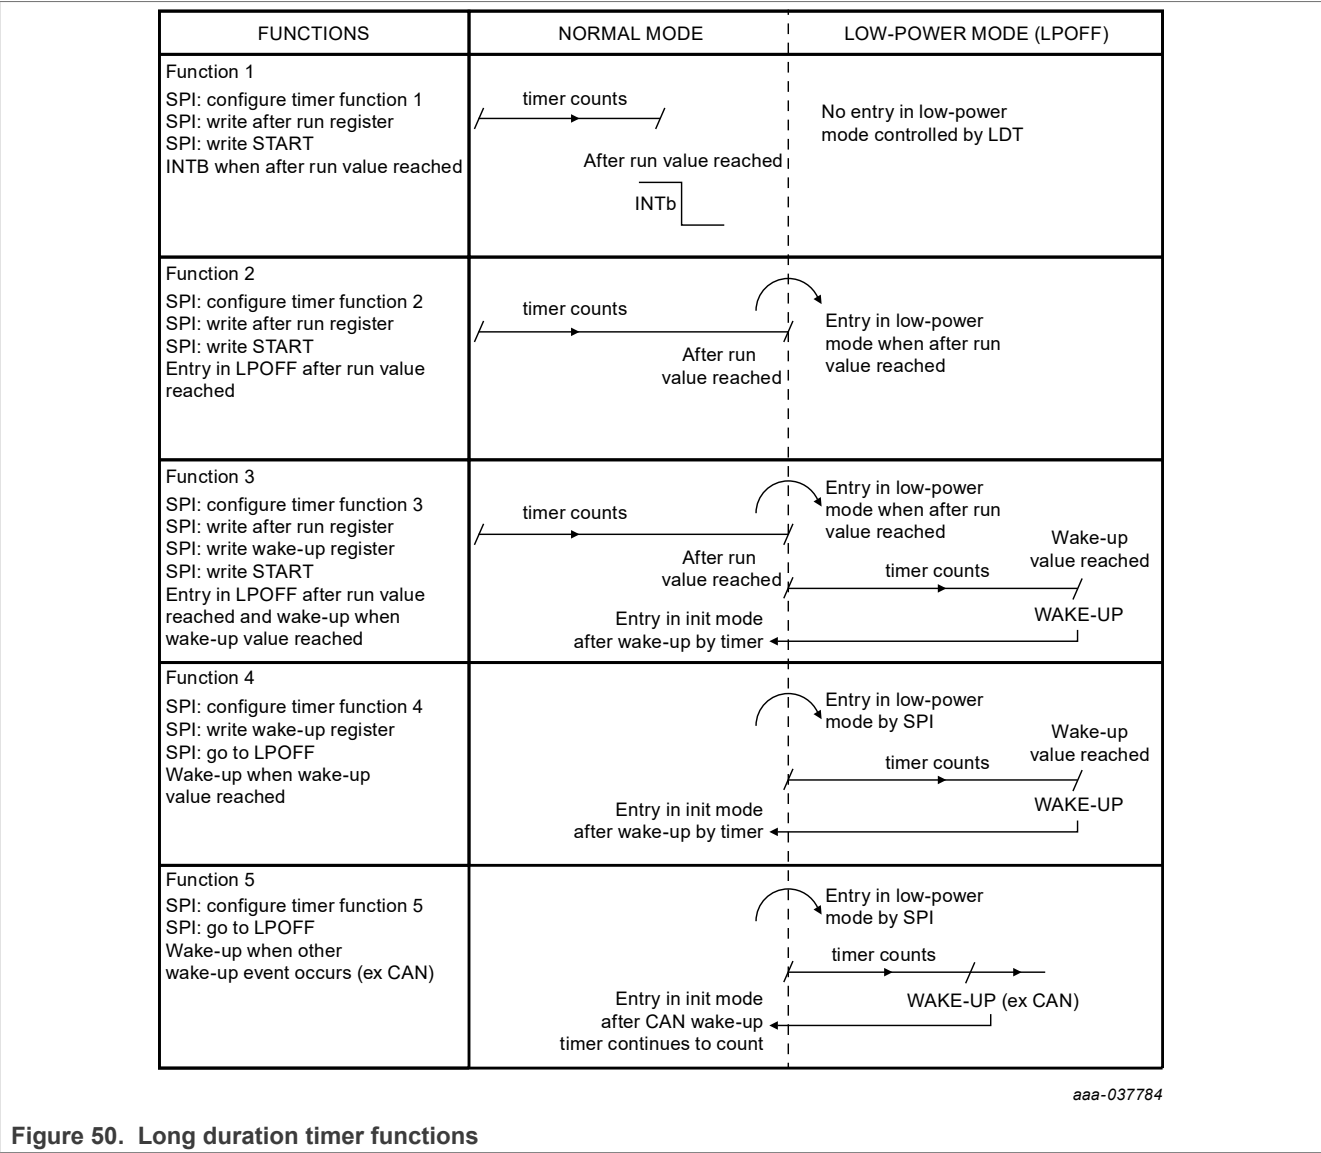 FUNCTIONS
NORMAL MODE
LOW-POWER MODE (LPOFF)
Function 1
SPI: configure timer function 1
SPI: write after run register
SPI: write START
INTB when after run value reached
timer counts
After run value reached
INTb
No entry in low-power
mode controlled by LDT
Function 2
SPI: configure timer function 2
SPI: write after run register
SPI: write START
Entry in LPOFF after run value
reached
timer counts
After run
value reached
Entry in low-power
mode when after run
value reached
Function 3
SPI: configure timer function 3
SPI: write after run register
SPI: write wake-up register
SPI: write START
Entry in LPOFF after run value
reached and wake-up when
wake-up value reached
timer counts
After run
value reached
Entry in init mode
after wake-up by timer
Entry in low-power
mode when after run
value reached
Wake-up
value reached
timer counts
WAKE-UP
Function 4
SPI: configure timer function 4
SPI: write wake-up register
SPI: go to LPOFF
Wake-up when wake-up
value reached
Entry in init mode
after wake-up by timer
Entry in low-power
mode by SPI
Wake-up
value reached
timer counts
WAKE-UP
Function 5
SPI: configure timer function 5
SPI: go to LPOFF
Wake-up when other
wake-up event occurs (ex CAN)
Entry in init mode
after CAN wake-up
timer continues to count
Entry in low-power
mode by SPI
timer counts
WAKE-UP (ex CAN)
aaa-037784
Figure 50. Long duration timer functions